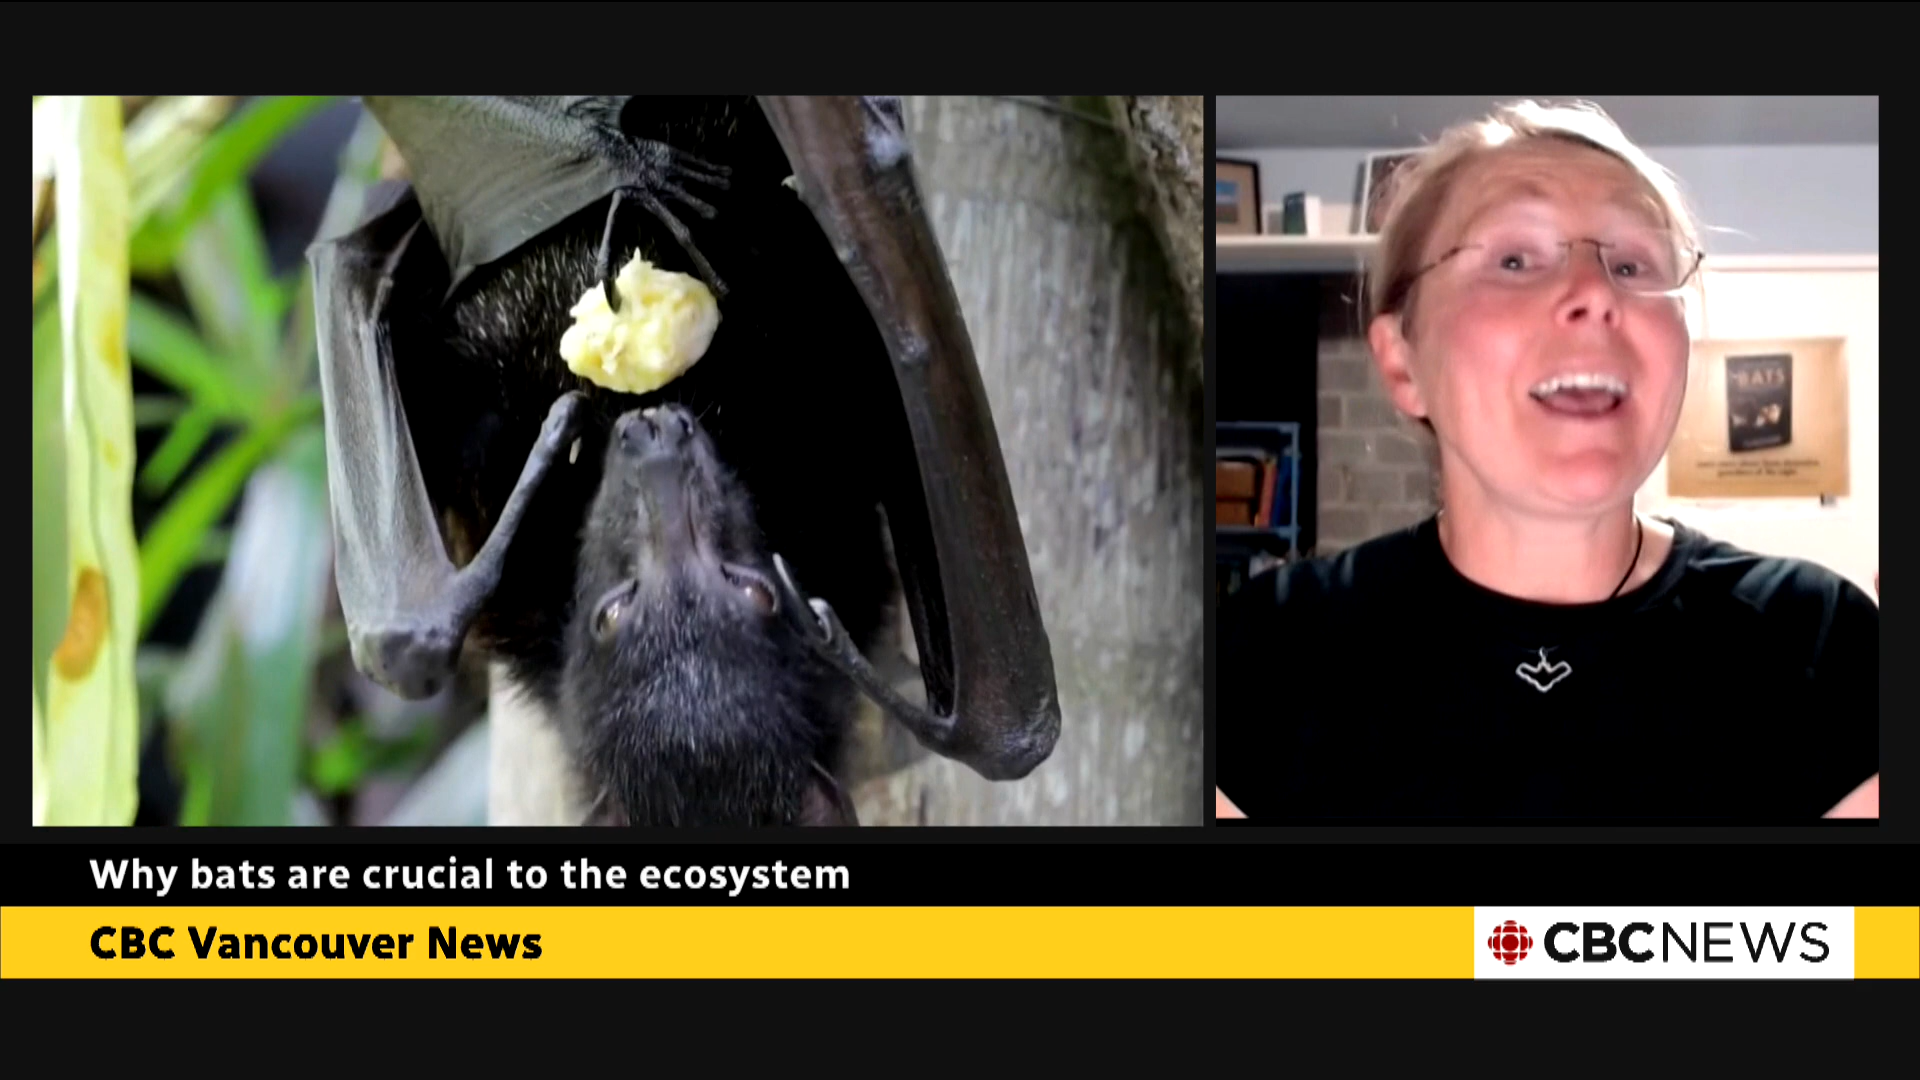 BATS
Why bats are crucial to the ecosystem
CBC Vancouver News
CBCNEWS